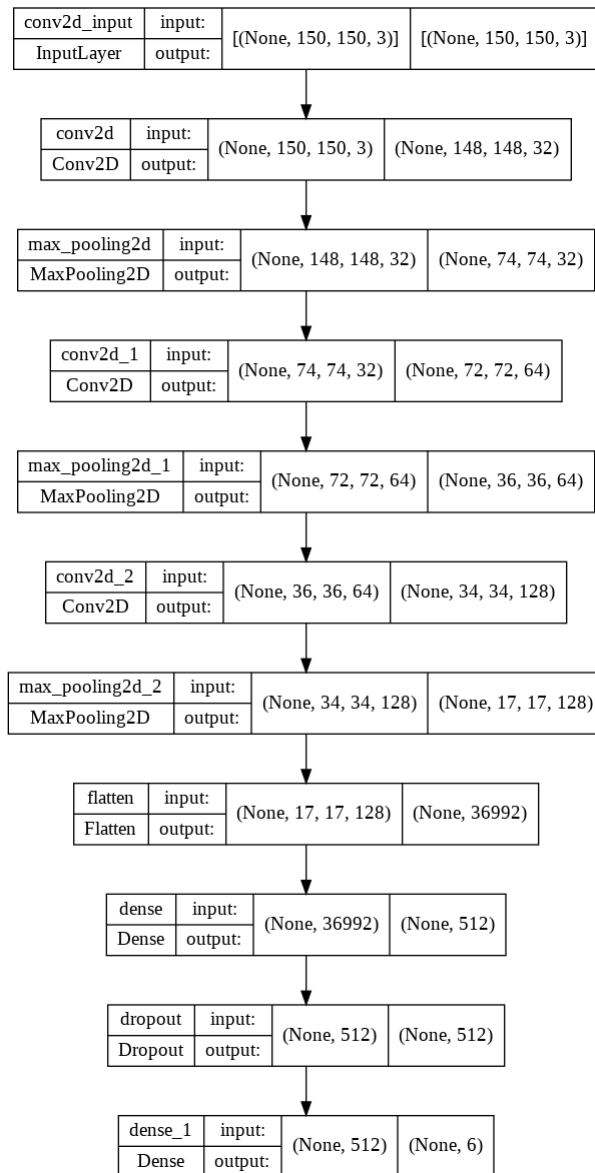 conv2d_input input: [(None, 150, 150, 3)] [(None, 150, 150, 3)]
InputLayer output:
conv2d input: (None, 150, 150, 3) (None, 148, 148, 32)
Conv2D output:
max_pooling2d input: (None, 148, 148, 32) (None, 74, 74, 32)
MaxPooling2D output:
conv2d_1 input: (None, 74, 74, 32) (None, 72, 72, 64)
Conv2D output:
max_pooling2d_1 input: (None, 72, 72, 64) (None, 36, 36, 64)
MaxPooling2D output:
conv2d_2 input: (None, 36, 36, 64) (None, 34, 34, 128)
Conv2D output:
max_pooling2d_2 input: (None, 34, 34, 128) (None, 17, 17, 128)
MaxPooling2D output:
flatten input: (None, 17, 17, 128) (None, 36992)
Flatten output:
dense input: (None, 36992) (None, 512)
Dense output:
dropout input: (None, 512) (None, 512)
Dropout output:
dense_1 input: (None, 512) (None, 6)
Dense output: